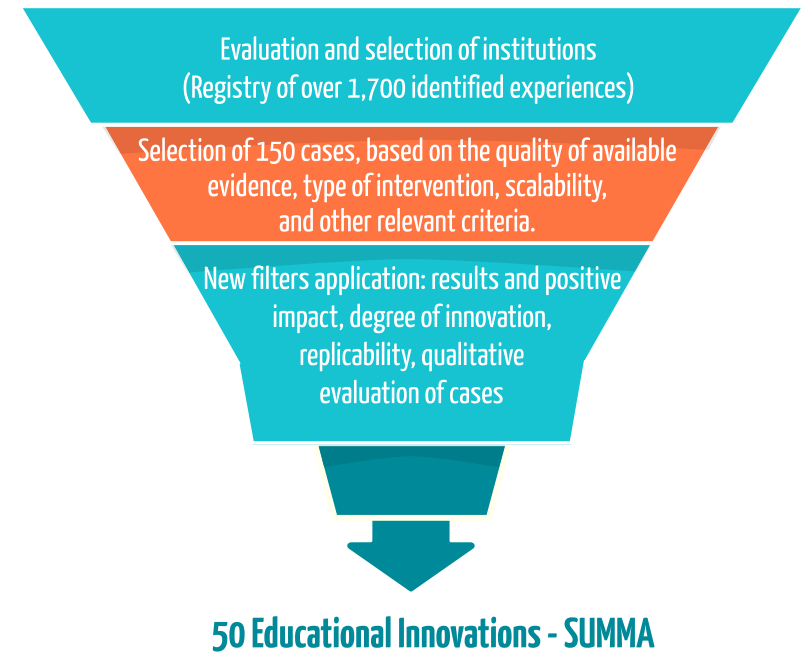 Evaluation and selection of institutions
(Registry of over 1,700 identified experiences)
Selection of 150 cases, based on the quality of available
evidence, type of intervention, scalability,
and other relevant criteria.
New filters application: results and positive
impact, degree of innovation,
replicability, qualitative
evaluation of cases
50 Educational Innovations - SUMMA